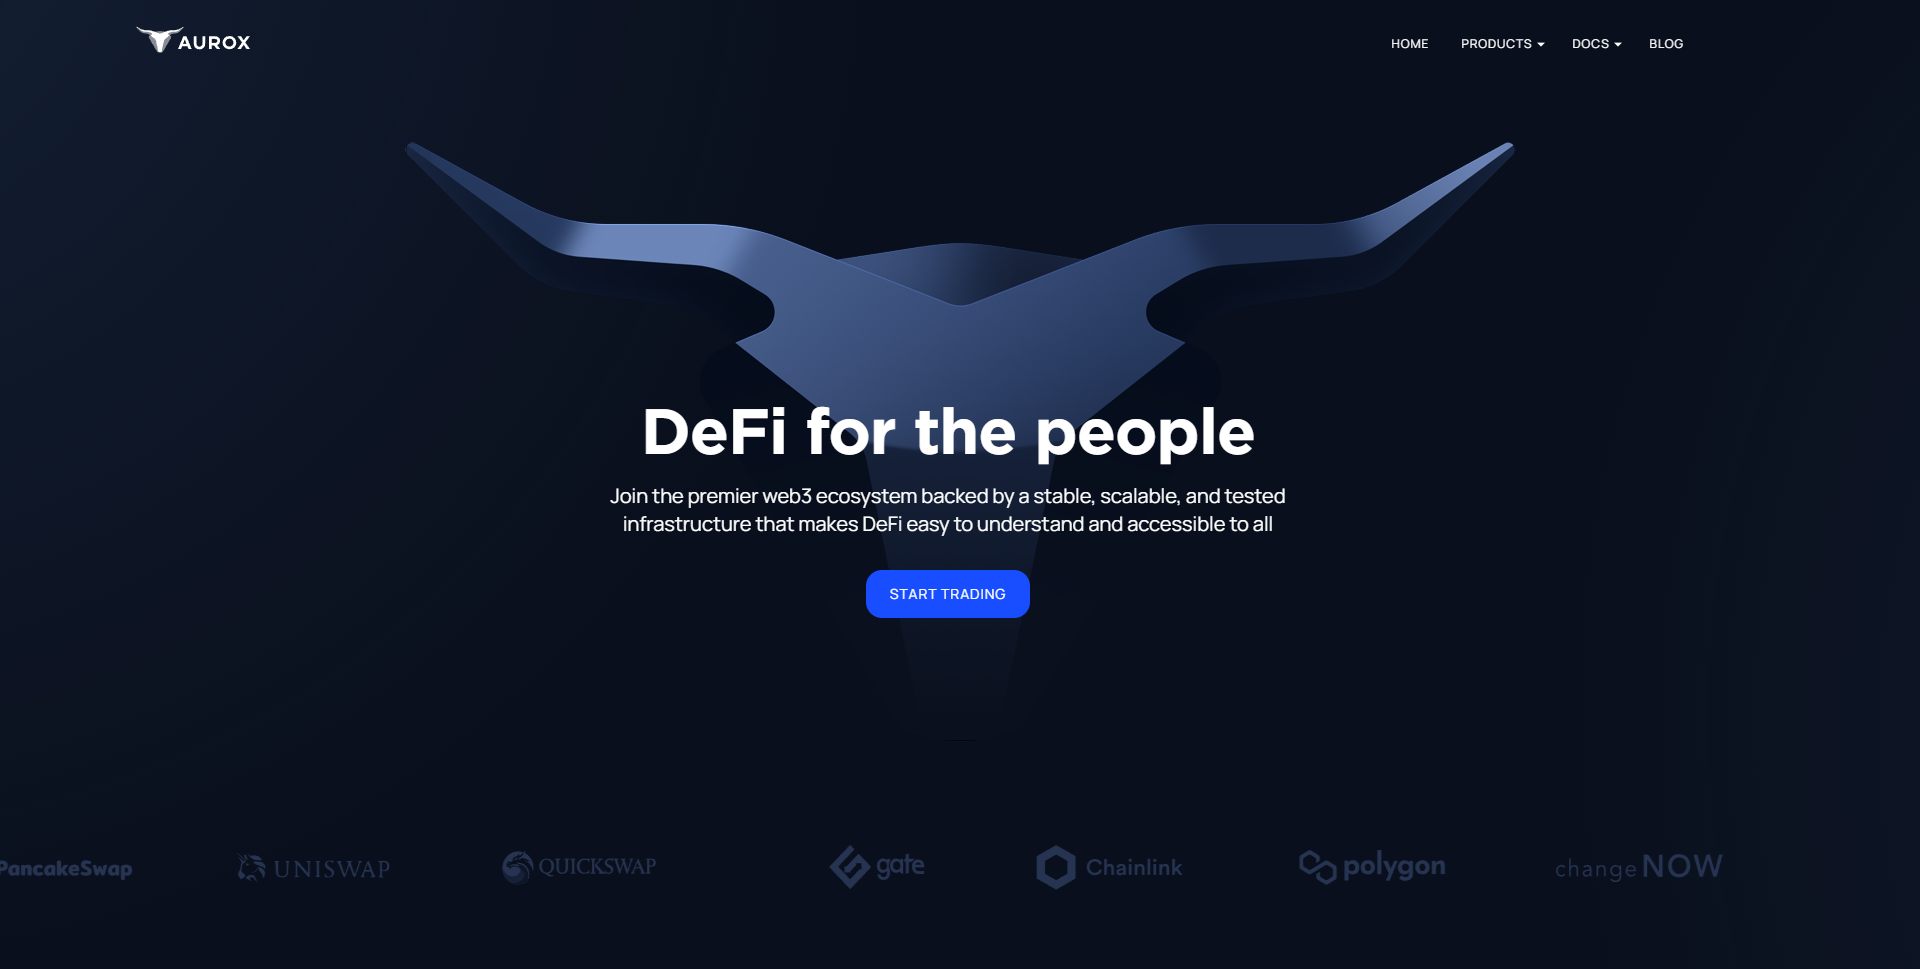 AUROX
HOME
PRODUCTS
DOCS
BLOG
DeFi for the people
Join the premier web3 ecosystem backed by a stable, scalable, and tested
infrastructure that makes DeFi easy to understand and accessible to all
START TRADING
PancakeSwap
UNISWAP
QUICKSWAP
gate
Chainlink
polygon
changeNOW